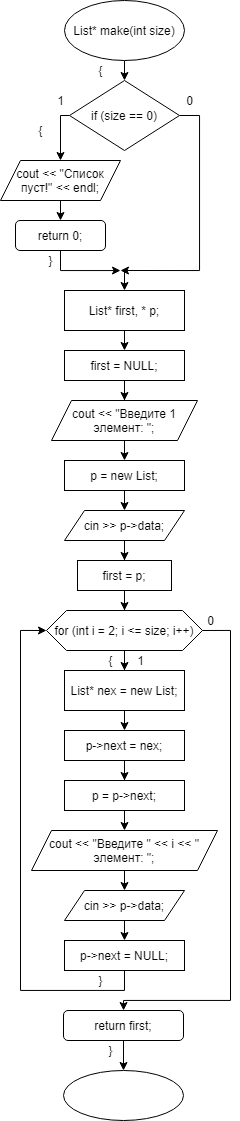 List* make(int size)
{
1
0
if (size == 0)
{
cout << "Список
пуст!" << endl;
return 0;
}
List* first, * p;
first = NULL;
cout << "Введите 1
элемент: ";
p = new List;
cin >> p->data;
first = p;
0
for (int i = 2; i <= size; i++)
{
1
List* nex = new List;
p->next = nex;
p = p->next;
cout << "Введите " << i << "
элемент: ";
cin >> p->data;
p->next = NULL;
}
return first;
}